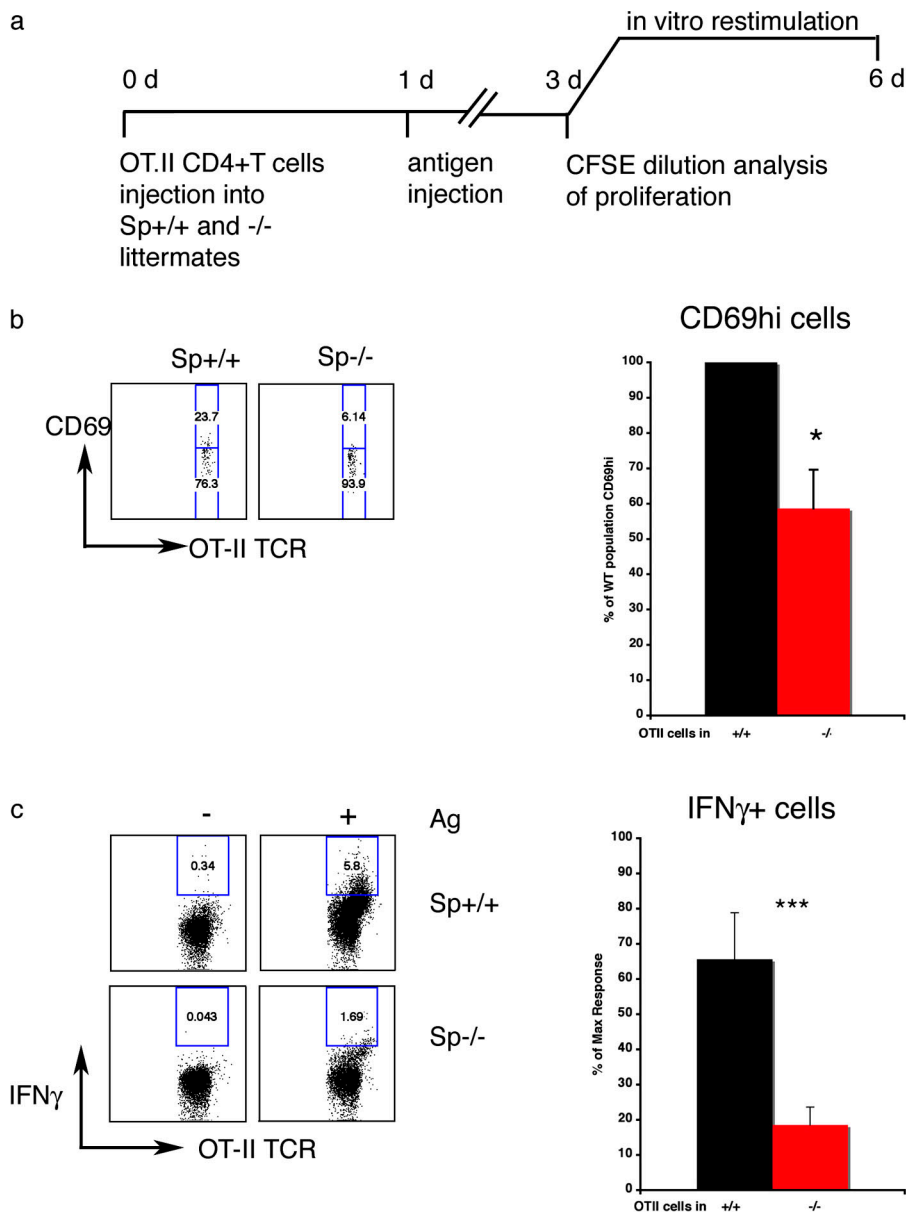 a
in vitro restimulation
0 d
1 d
3 d
6 d
OT.II CD4+T cells
injection into
Sp+/+ and -/-
littermates
antigen
injection
CFSE dilution analysis
of proliferation
b
Sp+/+
Sp-/-
CD69
23.7
76.3
6.14
93.9
OT-II TCR
CD69hi cells
% of WT population CD69hi
100
90
80
70
60
50
40
30
20
10
0
*
OTII cells in
+/+
-/-
c
-
+
Ag
0.34
5.8
Sp+/+
0.043
1.69
Sp-/-
IFNγ
OT-II TCR
IFNγ+ cells
% of Max Response
100
90
80
70
60
50
40
30
20
10
0
***
OTII cells in
+/+
-/-